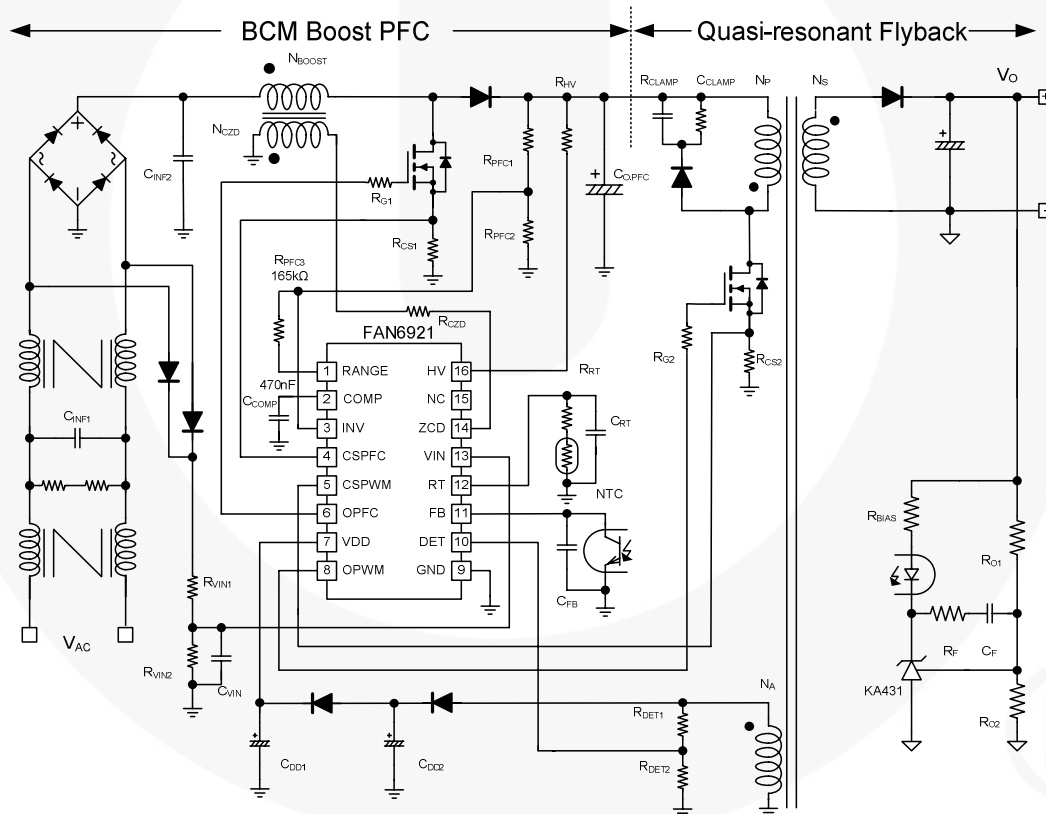 BCM Boost PFC
Quasi-resonant Flyback
NBOOST
RHV
RCLAMP
CCLAMP
NP
NS
VO
+
-
NCZD
CINF2
RG1
RPFC1
CO.PFC
RPFC2
RCS1
RPFC3
165kΩ
RCZD
FAN6921
RG2
RCS2
RRT
1 RANGE
HV 16
470nF
CCOMP
2 COMP
NC 15
3 INV
ZCD 14
CRT
CINF1
4 CSPFC
VIN 13
5 CSPWM
RT 12
NTC
6 OPFC
FB 11
7 VDD
DET 10
8 OPWM
GND 9
CFB
RBIAS
RO1
RVIN1
VAC
RVIN2
CVIN
RF
CF
KA431
NA
RO2
RDET1
CDD1
CDD2
RDET2